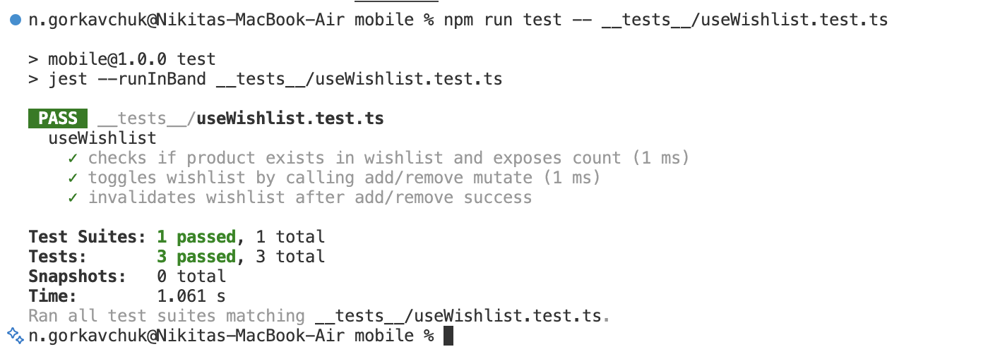 n.gorkavchuk@Nikitas-MacBook-Air mobile % npm run test -- __tests__/useWishlist.test.ts
> mobile@1.0.0 test
> jest --runInBand __tests__/useWishlist.test.ts
PASS __tests__/useWishlist.test.ts
useWishlist
✓ checks if product exists in wishlist and exposes count (1 ms)
✓ toggles wishlist by calling add/remove mutate (1 ms)
✓ invalidates wishlist after add/remove success
Test Suites: 1 passed, 1 total
Tests: 3 passed, 3 total
Snapshots: 0 total
Time: 1.061 s
Ran all test suites matching __tests__/useWishlist.test.ts.
n.gorkavchuk@Nikitas-MacBook-Air mobile %